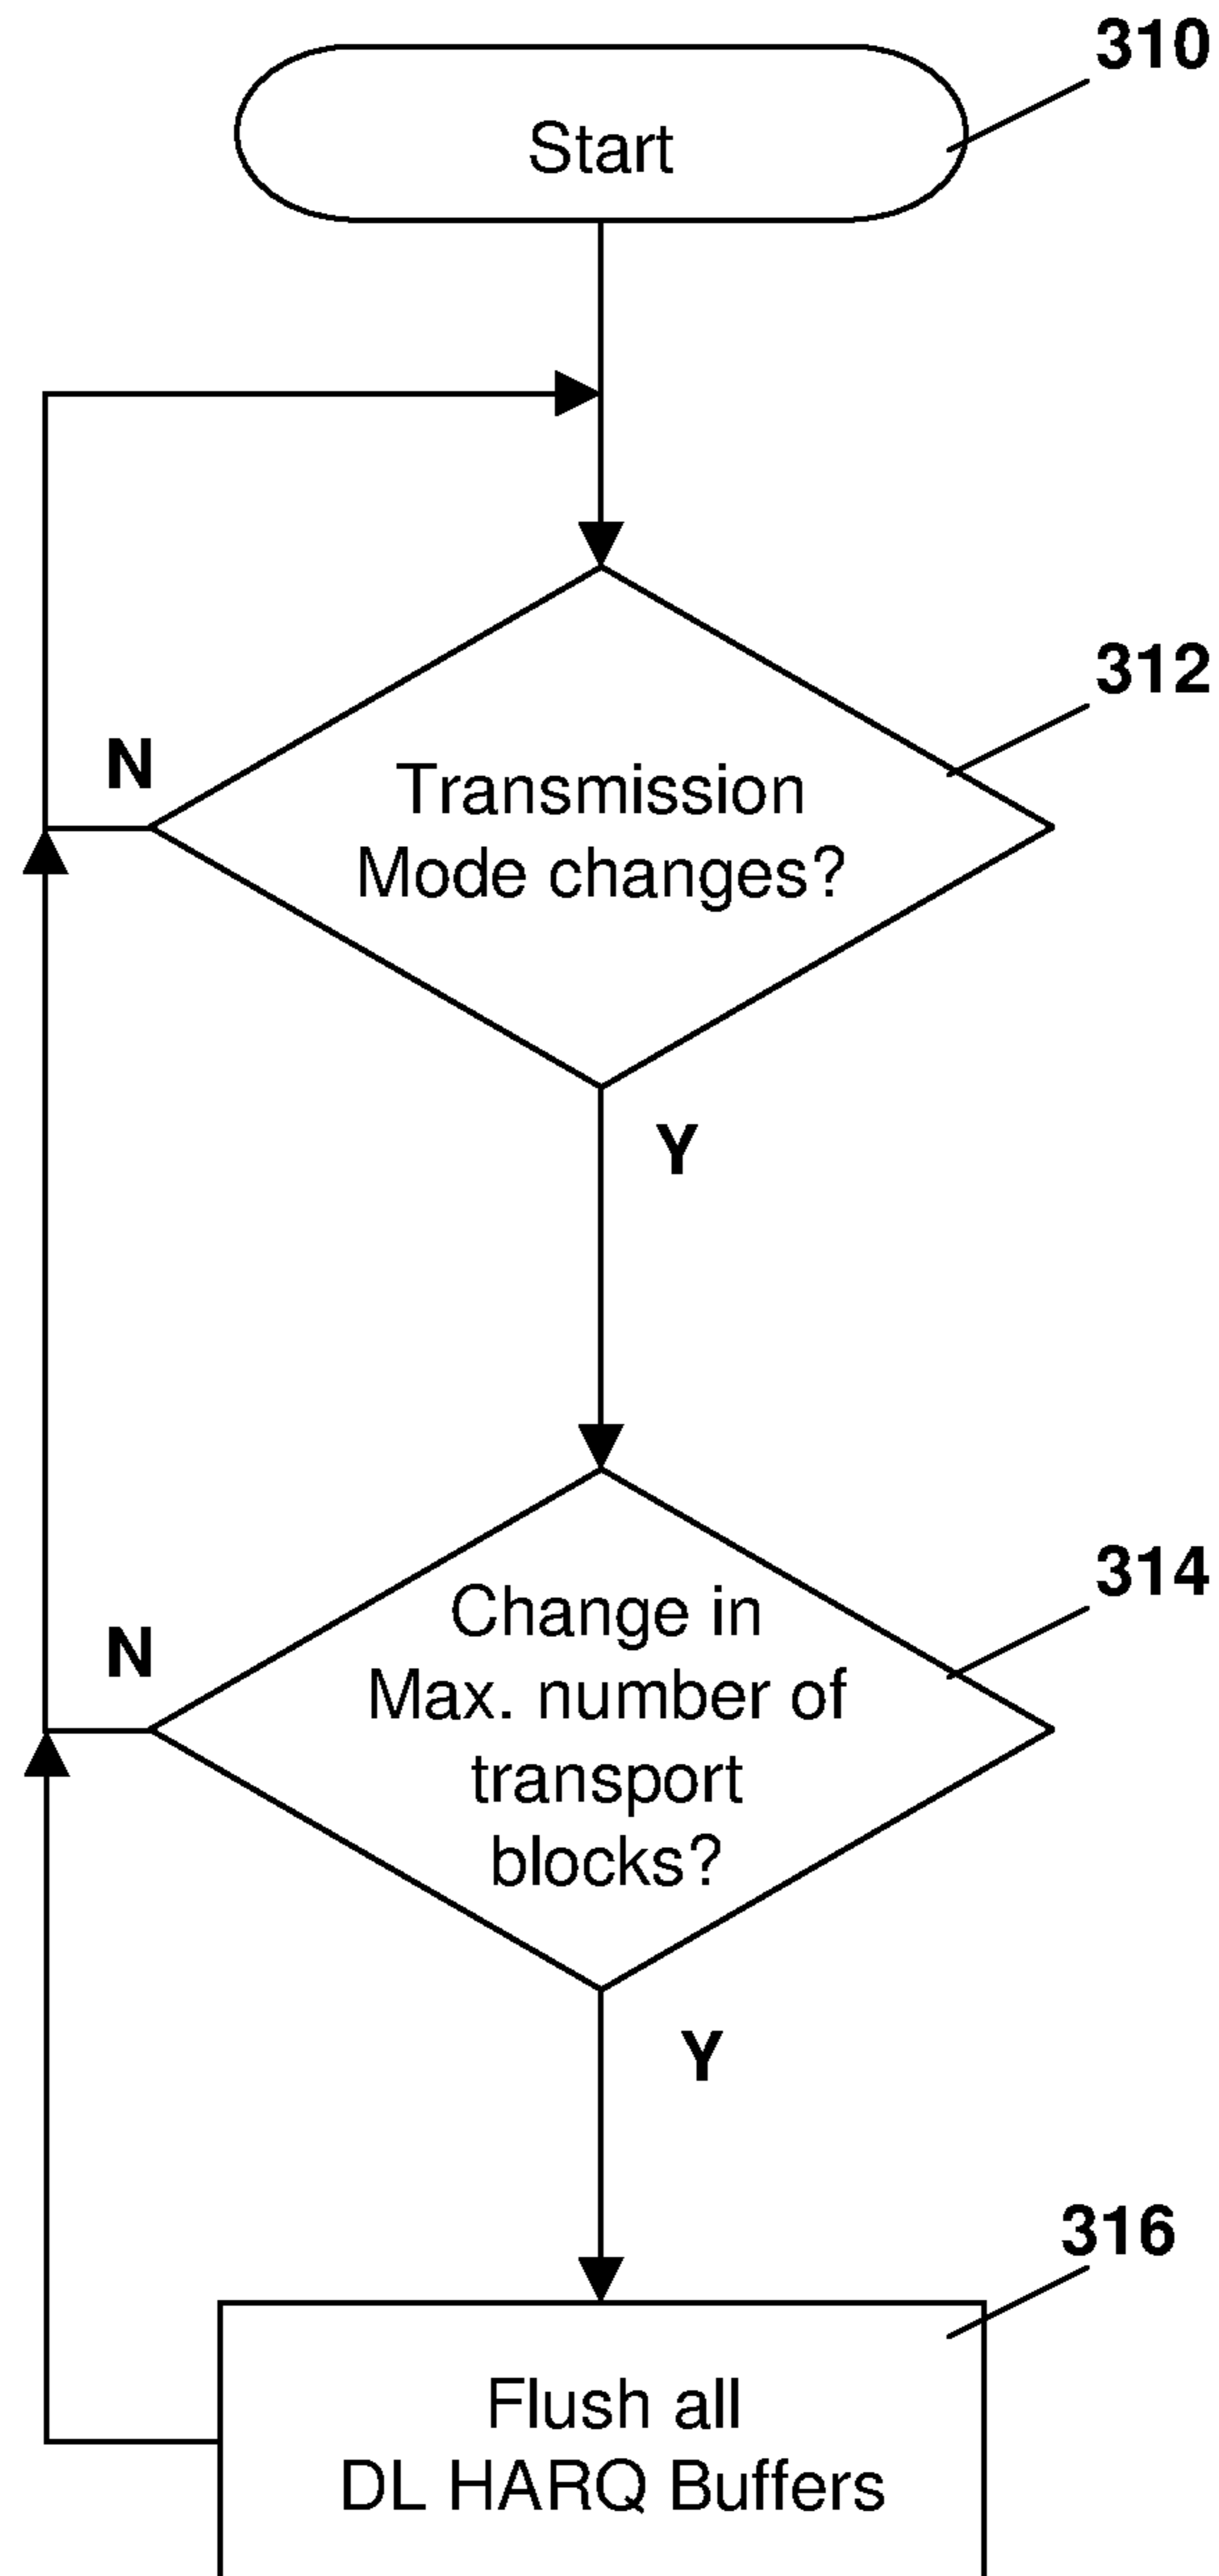 310
Start
312
N
Transmission
Mode changes?
Y
314
N
Change in
Max. number of
transport
blocks?
Y
316
Flush all
DL HARQ Buffers